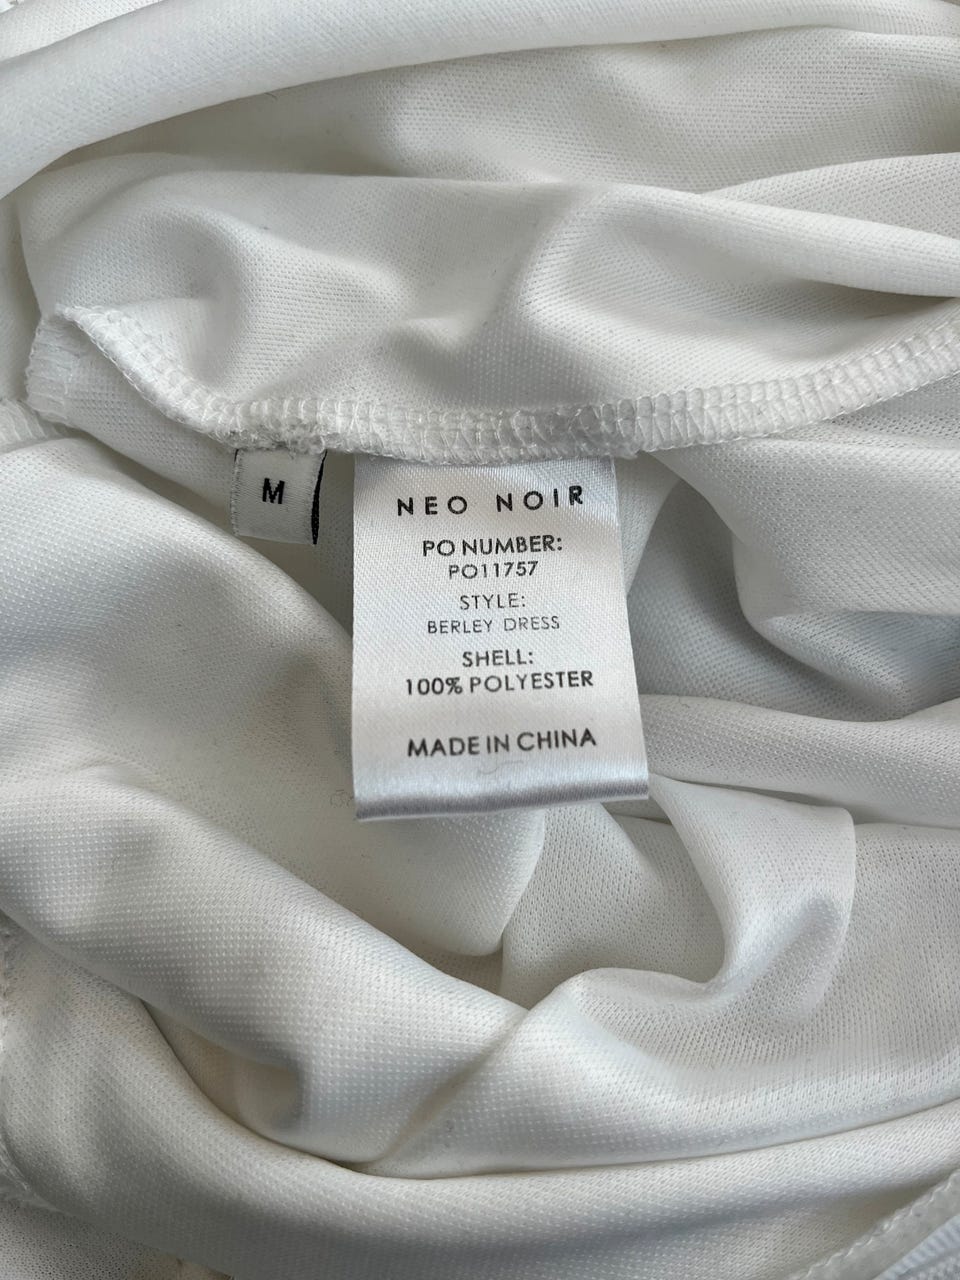 M
NEO NOIR
PO NUMBER:
PO11757
STYLE:
BERLEY DRESS
SHELL:
100% POLYESTER
MADE IN CHINA